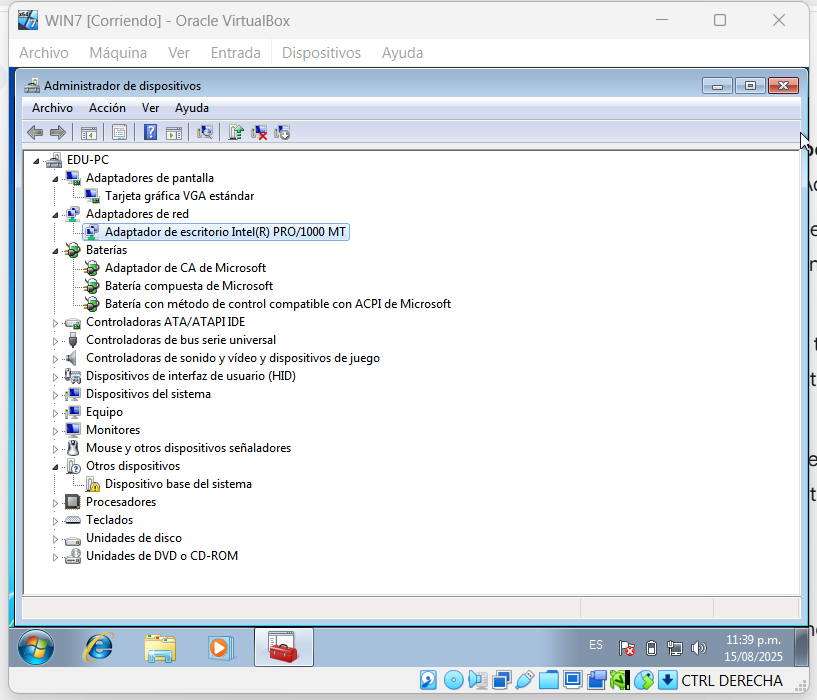 WIN7 [Corriendo] - Oracle VirtualBox
Archivo Máquina Ver Entrada Dispositivos Ayuda
Administrador de dispositivos
Archivo Acción Ver Ayuda
EDU-PC
Adaptadores de pantalla
Tarjeta gráfica VGA estándar
Adaptadores de red
Adaptador de escritorio Intel(R) PRO/1000 MT
Baterías
Adaptador de CA de Microsoft
Batería compuesta de Microsoft
Batería con método de control compatible con ACPI de Microsoft
Controladoras ATA/ATAPI IDE
Controladoras de bus serie universal
Controladoras de sonido y vídeo y dispositivos de juego
Dispositivos de interfaz de usuario (HID)
Dispositivos del sistema
Equipo
Monitores
Mouse y otros dispositivos señaladores
Otros dispositivos
Dispositivo base del sistema
Procesadores
Teclados
Unidades de disco
Unidades de DVD o CD-ROM
ES
11:39 p.m.
15/08/2025
CTRL DERECHA